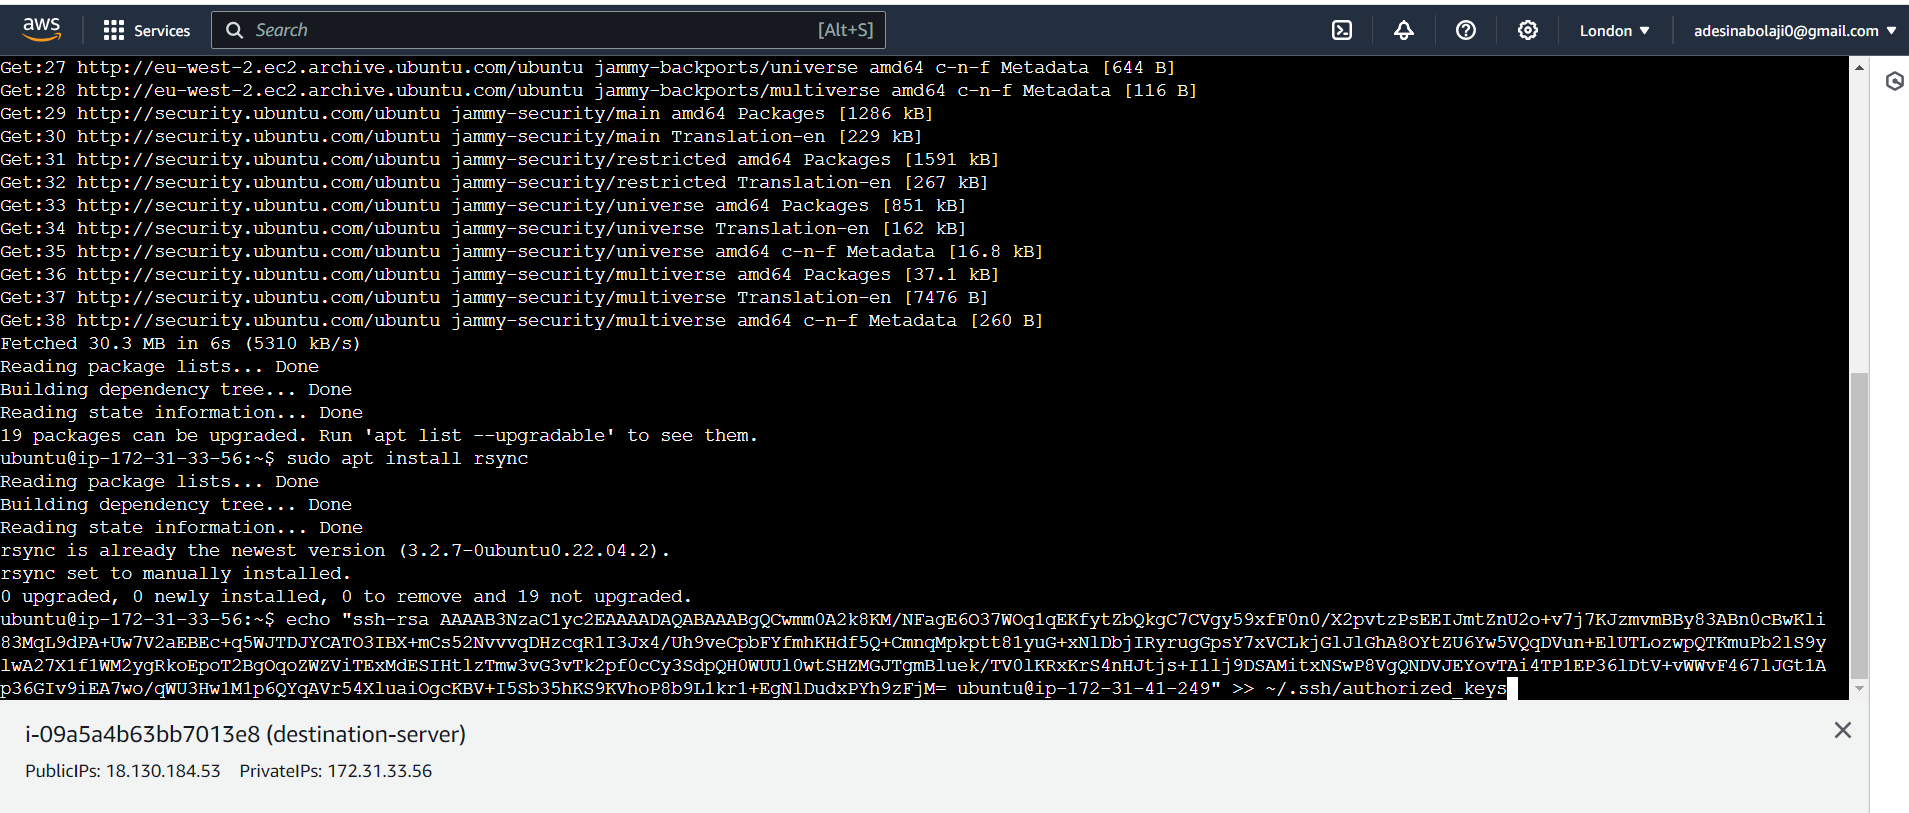 aws
Services
Search
[Alt+S]
London
adesinabolaji0@gmail.com
Get:27 http://eu-west-2.ec2.archive.ubuntu.com/ubuntu jammy-backports/universe amd64 c-n-f Metadata [644 B]
Get:28 http://eu-west-2.ec2.archive.ubuntu.com/ubuntu jammy-backports/multiverse amd64 c-n-f Metadata [116 B]
Get:29 http://security.ubuntu.com/ubuntu jammy-security/main amd64 Packages [1286 kB]
Get:30 http://security.ubuntu.com/ubuntu jammy-security/main Translation-en [229 kB]
Get:31 http://security.ubuntu.com/ubuntu jammy-security/restricted amd64 Packages [1591 kB]
Get:32 http://security.ubuntu.com/ubuntu jammy-security/restricted Translation-en [267 kB]
Get:33 http://security.ubuntu.com/ubuntu jammy-security/universe amd64 Packages [851 kB]
Get:34 http://security.ubuntu.com/ubuntu jammy-security/universe Translation-en [162 kB]
Get:35 http://security.ubuntu.com/ubuntu jammy-security/universe amd64 c-n-f Metadata [16.8 kB]
Get:36 http://security.ubuntu.com/ubuntu jammy-security/multiverse amd64 Packages [37.1 kB]
Get:37 http://security.ubuntu.com/ubuntu jammy-security/multiverse Translation-en [7476 B]
Get:38 http://security.ubuntu.com/ubuntu jammy-security/multiverse amd64 c-n-f Metadata [260 B]
Fetched 30.3 MB in 6s (5310 kB/s)
Reading package lists... Done
Building dependency tree... Done
Reading state information... Done
19 packages can be upgraded. Run 'apt list --upgradable' to see them.
ubuntu@ip-172-31-33-56:~$ sudo apt install rsync
Reading package lists... Done
Building dependency tree... Done
Reading state information... Done
rsync is already the newest version (3.2.7-0ubuntu0.22.04.2).
rsync set to manually installed.
0 upgraded, 0 newly installed, 0 to remove and 19 not upgraded.
ubuntu@ip-172-31-33-56:~$ echo "ssh-rsa AAAAB3NzaC1yc2EAAAADAQABAAABgQCwmm0A2k8KM/NFagE6O37WOq1qEKfytZbQkgC7CVgy59xfF0n0/X2pvtzPsEEIJmtZnU2o+v7j7KJzmvmBBy83ABn0cBwKli
83MqL9dPA+Uw7V2aEBEc+q5WJTDJYCATO3IBX+mCs52NvvvqDHzcqR1I3Jx4/Uh9veCpbFYfmhKHdf5Q+CmnqMpkptt81yuG+xNlDbjIRyrugGpsY7xVCLkjGlJlGhA8OYtZU6Yw5VQqDVun+ElUTLozwpQTKmuPb2lS9y
lwA27X1f1WM2ygRkoEpoT2BgOqoZWZViTExMdESIHtlzTmw3vG3vTk2pf0cCy3SdpQH0WUUl0wtSHZMGJTgmBluek/TV0lKRxKrS4nHJtjs+I1lj9DSAMitxNSwP8VgQNDVJEYovTAi4TP1EP36lDtV+vWWvF467lJGt1A
p36GIv9iEA7wo/qWU3Hw1M1p6QYqAVr54XluaiOgcKBV+I5Sb35hKS9KVhoP8b9L1kr1+EgNlDudxPYh9zFjM= ubuntu@ip-172-31-41-249" >> ~/.ssh/authorized_keys
i-09a5a4b63bb7013e8 (destination-server)
PublicIPs: 18.130.184.53 PrivateIPs: 172.31.33.56